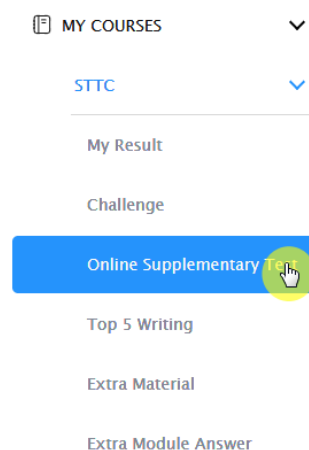 MY COURSES
STTC
My Result
Challenge
Online Supplementary Test
Top 5 Writing
Extra Material
Extra Module Answer